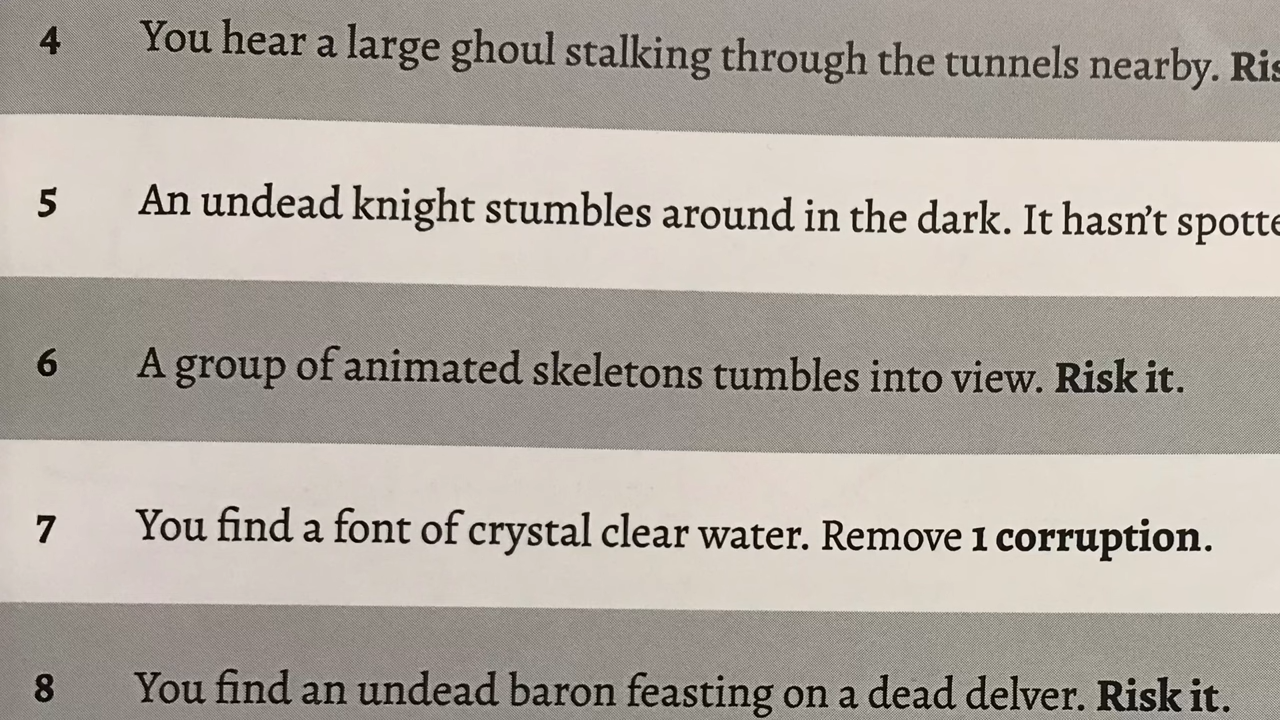 4 You hear a large ghoul stalking through the tunnels nearby.
5 An undead knight stumbles around in the dark. It hasn't
6 A group of animated skeletons tumbles into view. Risk it.
7 You find a font of crystal clear water. Remove 1 corruption.
8 You find an undead baron feasting on a dead delver. Risk it.